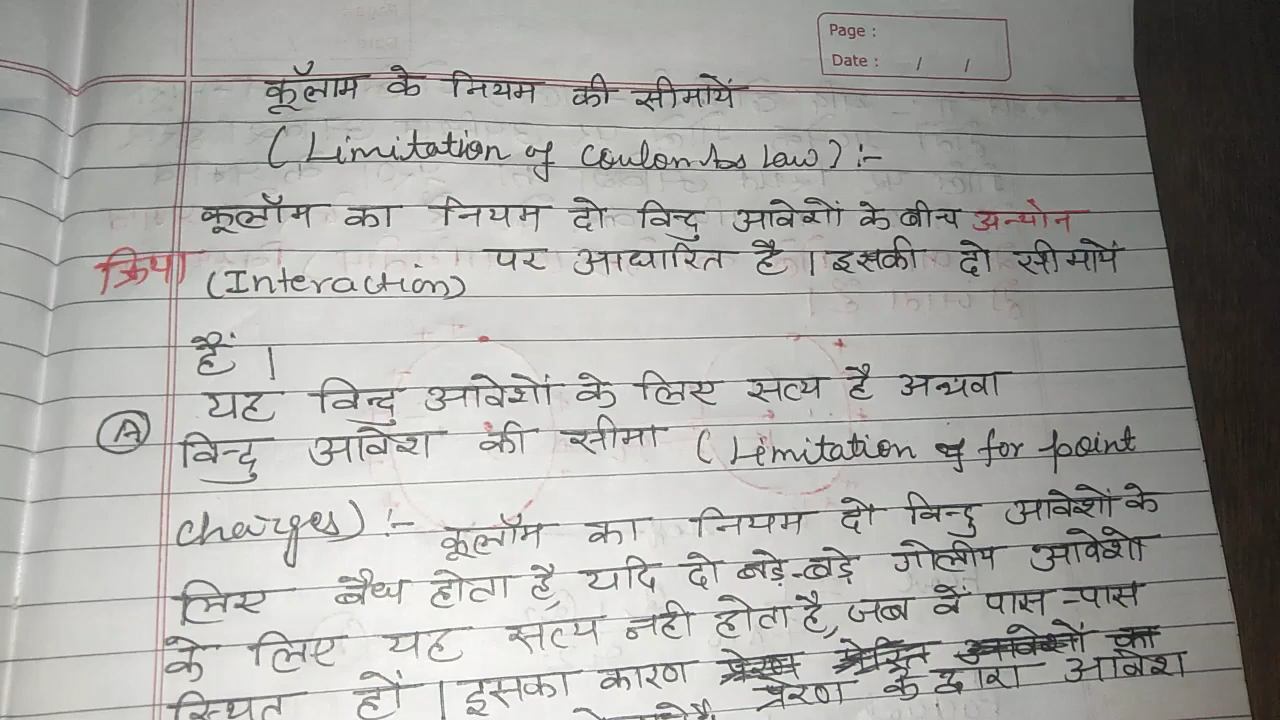 Page :
Date : / /
कूलॉम के नियम की सीमायें
(Limitation of Coulombs Law) :-
कूलॉम का नियम दो विन्दु आवेशों के बीच अन्योन
क्रिया (Interaction) पर आधारित है । इसकी दो सीमायें
हैं ।
यह विन्दु आवेशों के लिए सत्य है अथवा
(A) विन्दु आवेश की सीमा (Limitation of for point
charges) :- कूलॉम का नियम दो विन्दु आवेशों के
लिए वैध होता है, यदि दो बड़े-बड़े गोलीय आवेशो
के लिए यह सत्य नही होता है, जब वें पास-पास
स्थित हों । इसका कारण प्रेरण प्रेरित आवेशों का
प्रेरण के द्वारा आवेश